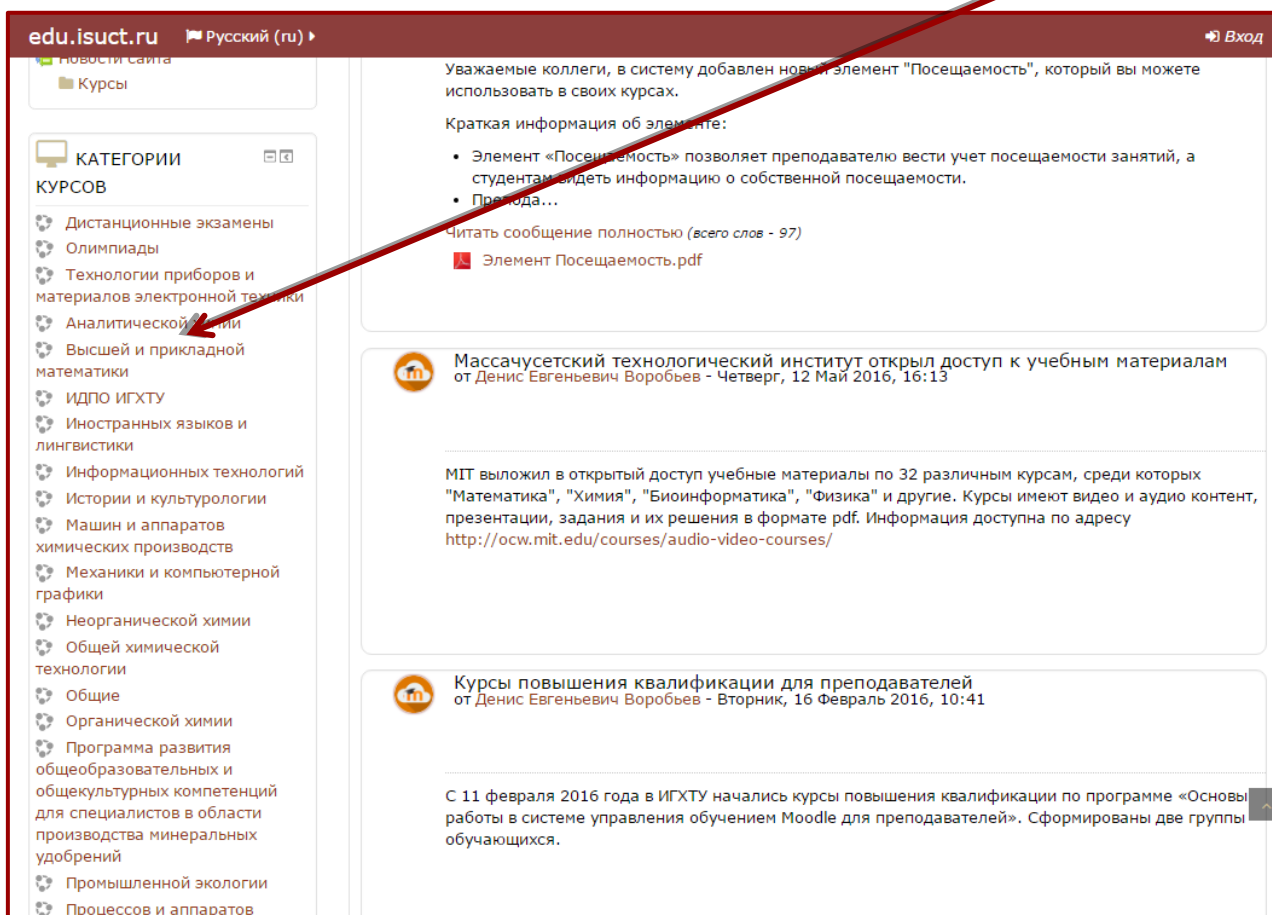 edu.isuct.ru Русский (ru) Вход
Новости сайта
Курсы
КАТЕГОРИИ
КУРСОВ
Дистанционные экзамены
Олимпиады
Технологии приборов и
материалов электронной техники
Аналитической химии
Высшей и прикладной
математики
ИДПО ИГХТУ
Иностранных языков и
лингвистики
Информационных технологий
Истории и культурологии
Машин и аппаратов
химических производств
Механики и компьютерной
графики
Неорганической химии
Общей химической
технологии
Общие
Органической химии
Программа развития
общеобразовательных и
общекультурных компетенций
для специалистов в области
производства минеральных
удобрений
Промышленной экологии
Процессов и аппаратов
Уважаемые коллеги, в систему добавлен новый элемент "Посещаемость", который вы можете
использовать в своих курсах.
Краткая информация об элементе:
• Элемент «Посещаемость» позволяет преподавателю вести учет посещаемости занятий, а
студентам видеть информацию о собственной посещаемости.
• Препода...
Читать сообщение полностью (всего слов - 97)
Элемент Посещаемость.pdf
Массачусетский технологический институт открыл доступ к учебным материалам
от Денис Евгеньевич Воробьев - Четверг, 12 Май 2016, 16:13
MIT выложил в открытый доступ учебные материалы по 32 различным курсам, среди которых
"Математика", "Химия", "Биоинформатика", "Физика" и другие. Курсы имеют видео и аудио контент,
презентации, задания и их решения в формате pdf. Информация доступна по адресу
http://ocw.mit.edu/courses/audio-video-courses/
Курсы повышения квалификации для преподавателей
от Денис Евгеньевич Воробьев - Вторник, 16 Февраль 2016, 10:41
С 11 февраля 2016 года в ИГХТУ начались курсы повышения квалификации по программе «Основы
работы в системе управления обучением Moodle для преподавателей». Сформированы две группы
обучающихся.